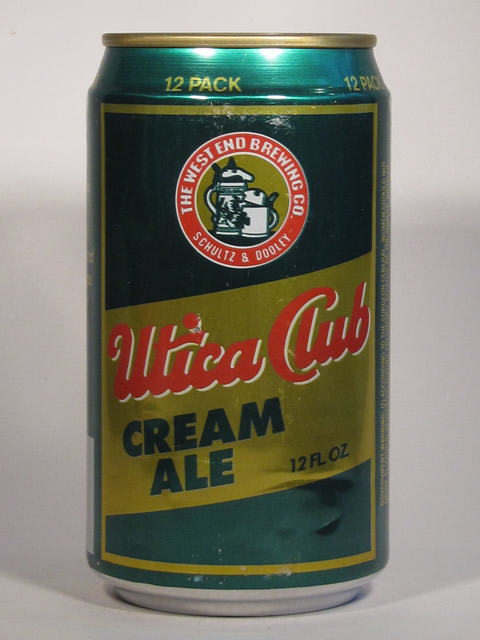 12 PACK
12 PAC
THE WEST END BREWING CO.
SCHULTZ & DOOLEY
Utica Club
CREAM
ALE
12 FL OZ